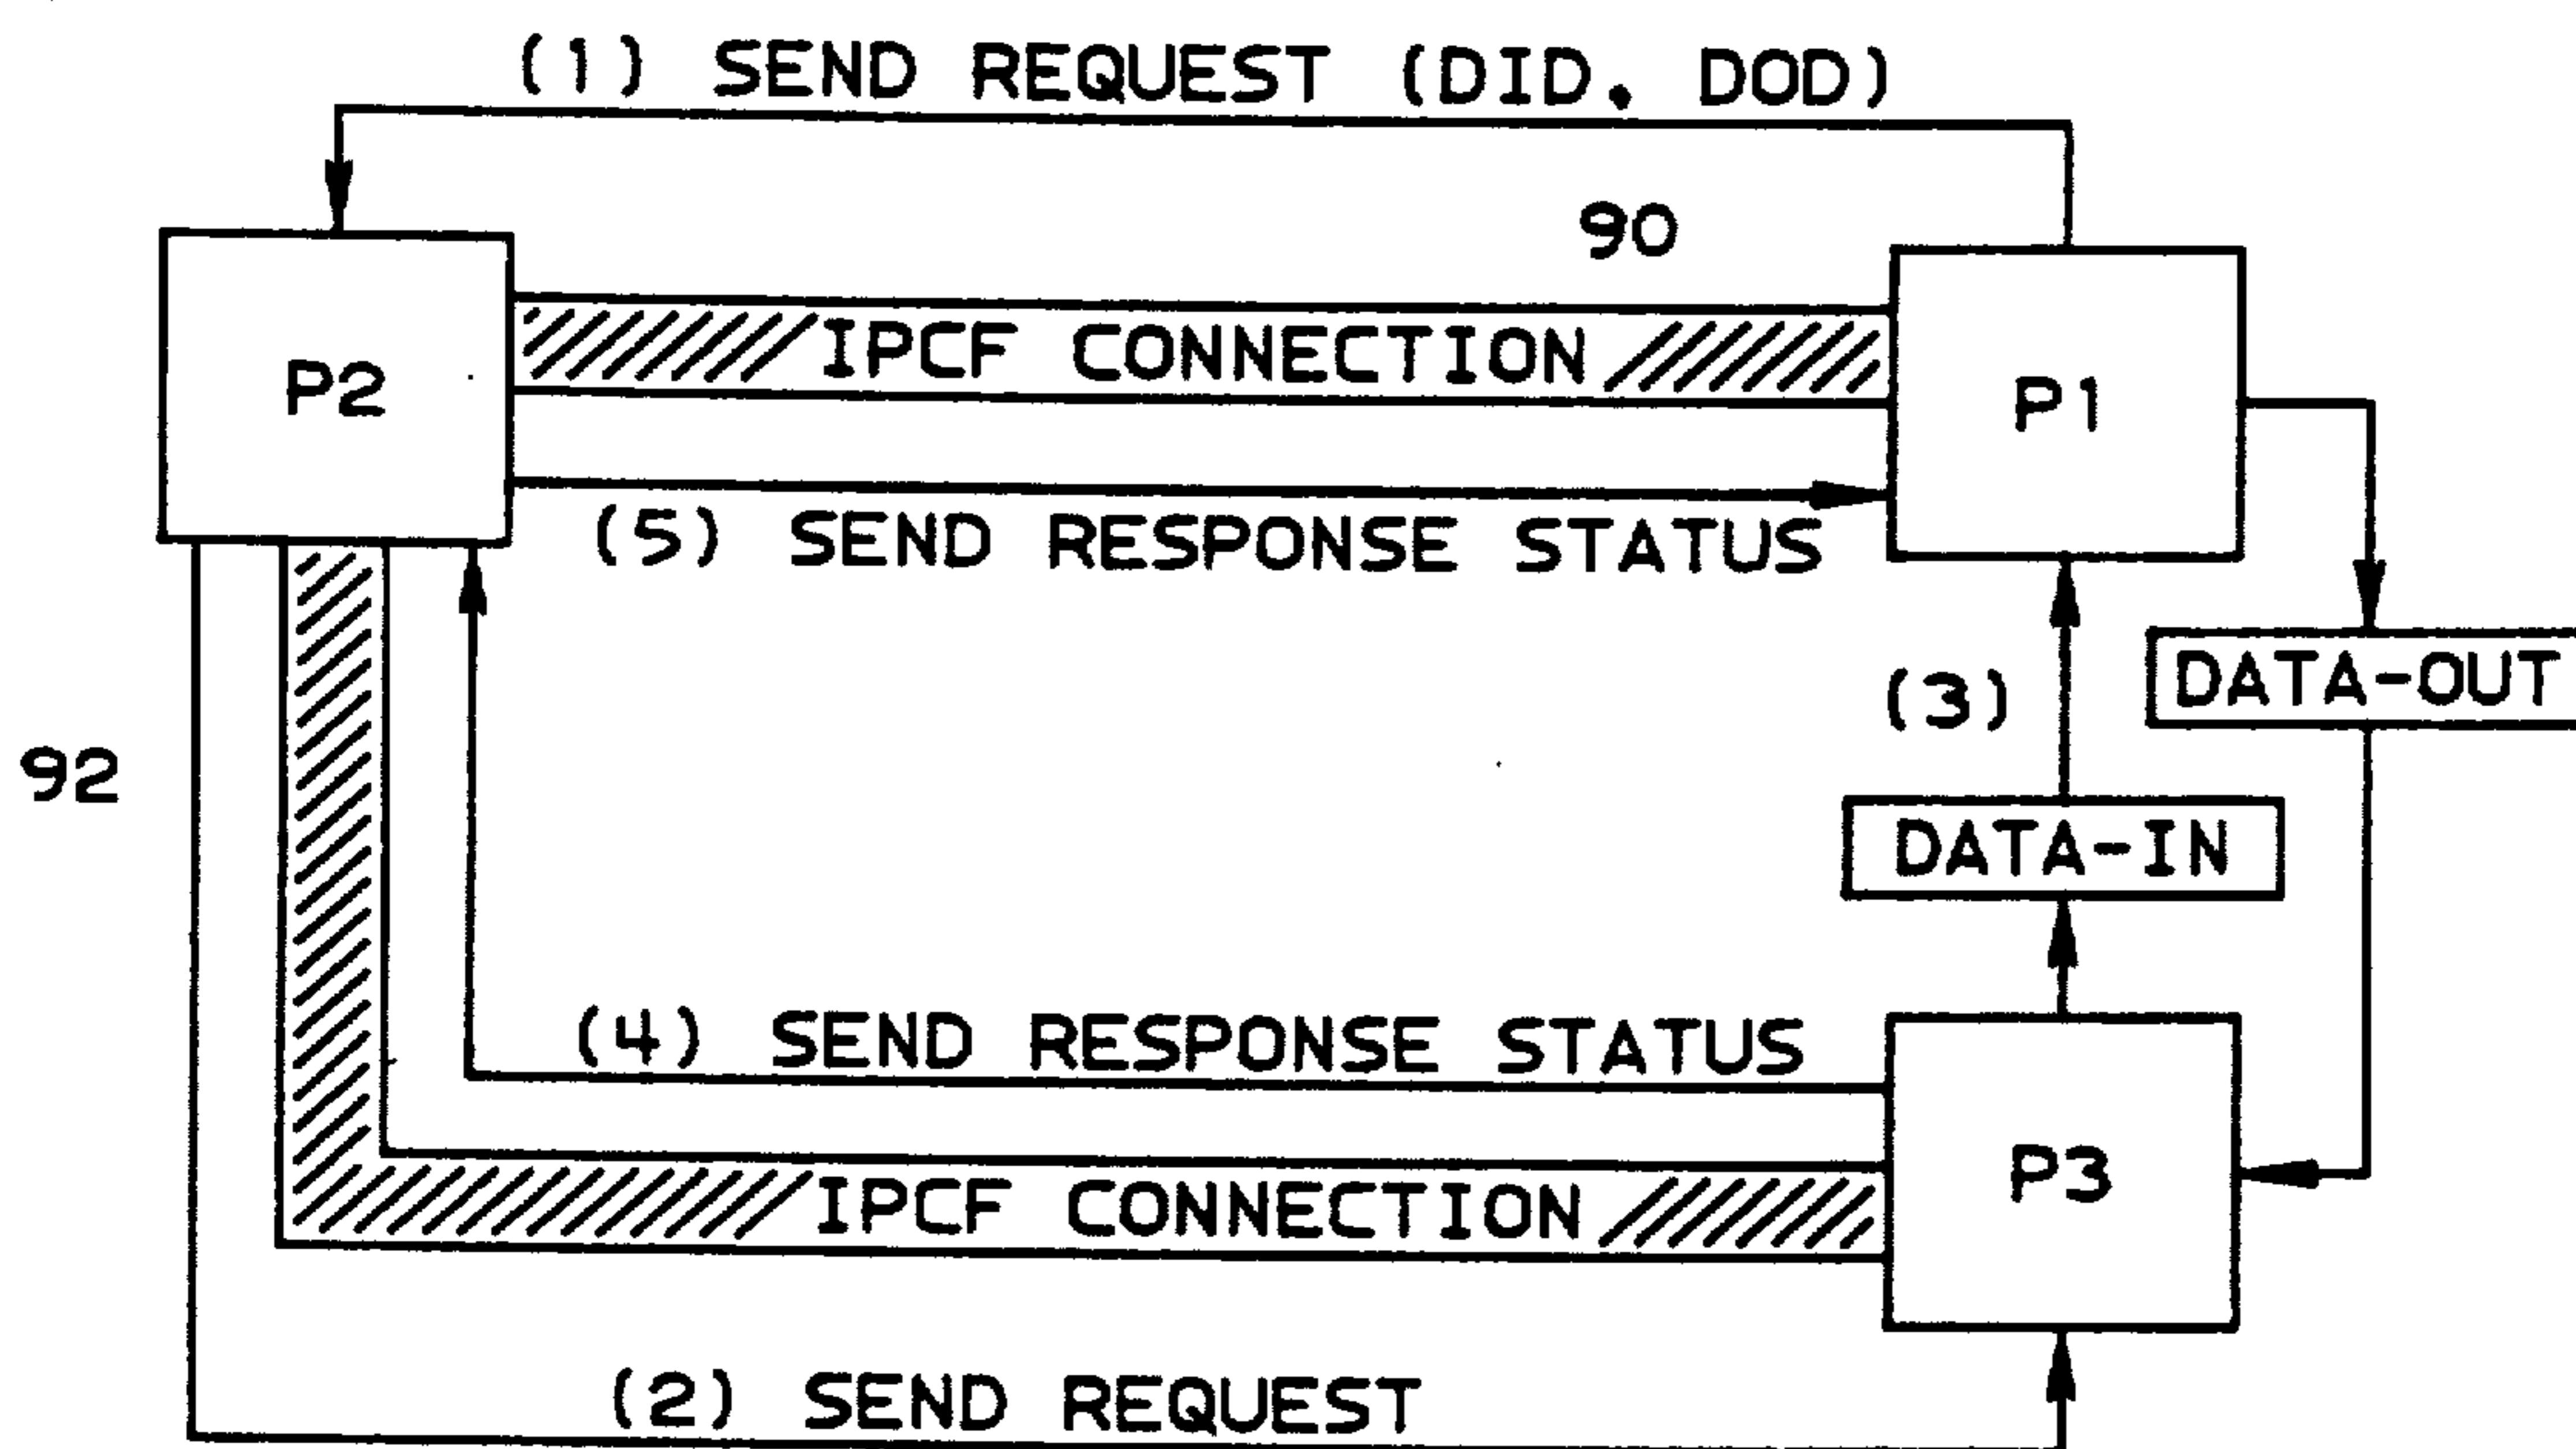 (1) SEND REQUEST (DID. DOD)
90
P2
IPCF CONNECTION
P1
(5) SEND RESPONSE STATUS
DATA-OUT
(3)
92
DATA-IN
(4) SEND RESPONSE STATUS
P3
IPCF CONNECTION
(2) SEND REQUEST